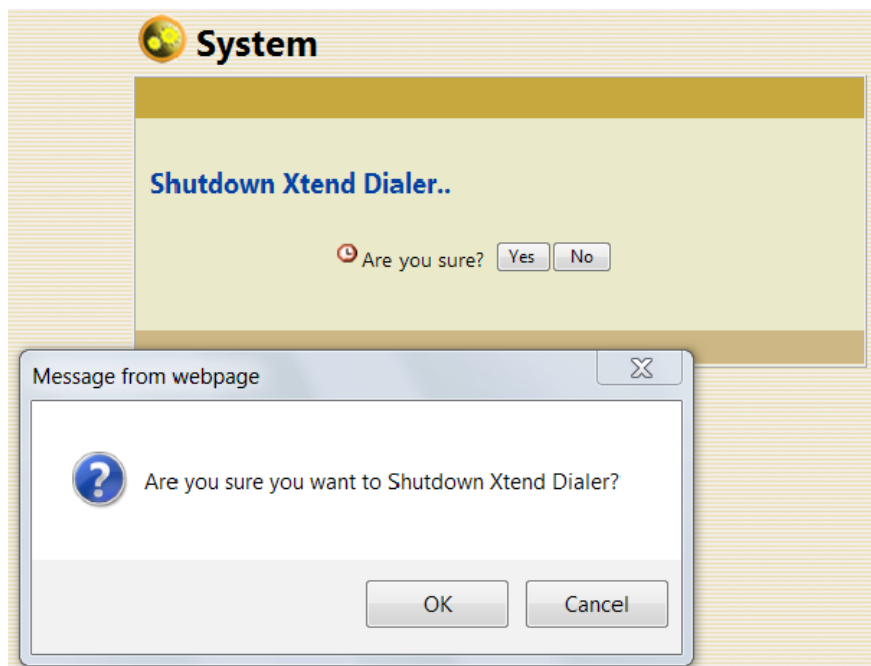 System
Shutdown Xtend Dialer..
Are you sure? Yes No
Message from webpage
Are you sure you want to Shutdown Xtend Dialer?
OK Cancel